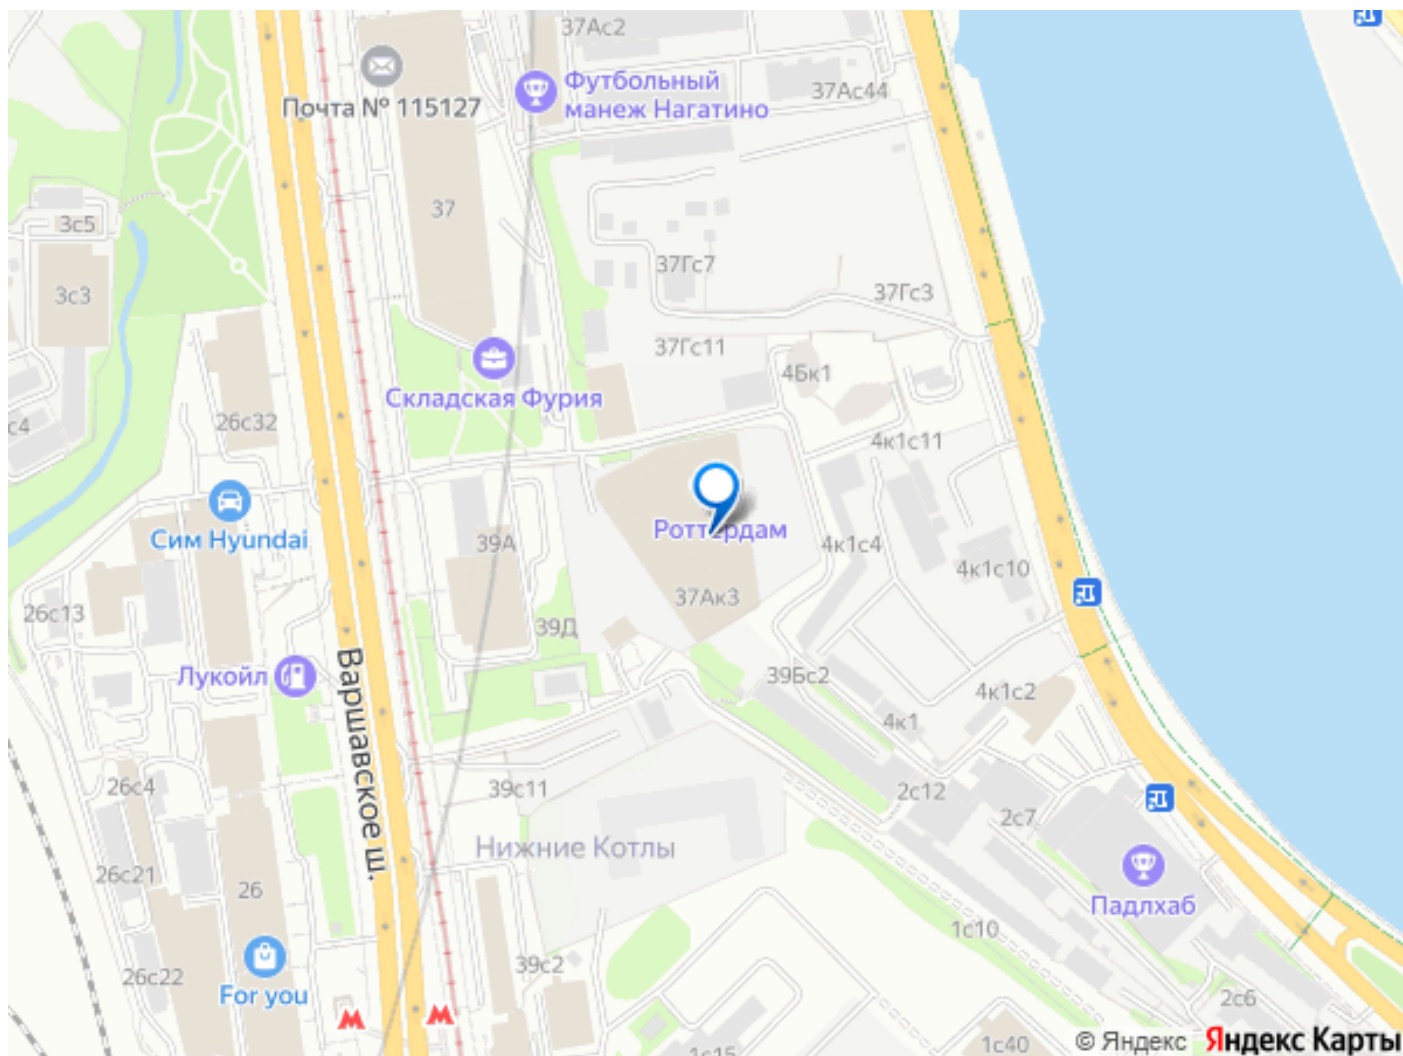 37Ас2
Футбольный
манеж Нагатино
37Ас44
Почта № 115127
37
3с5
3с3
37Гс7
37Гс3
37Гс11
4Бк1
Складская Фурия
26с32
с4
4к1с11
Сим Hyundai
39А
Роттердам
4к1с4
4к1с10
37Ак3
26с13
39Д
Лукойл
Варшавское ш.
39Бс2
4к1с2
4к1
26с4
39с11
2с12
2с7
Нижние Котлы
26с21
26
Падлхаб
1с10
26с22
39с2
For you
2с6
1с15
1с40
© Яндекс Яндекс Карты